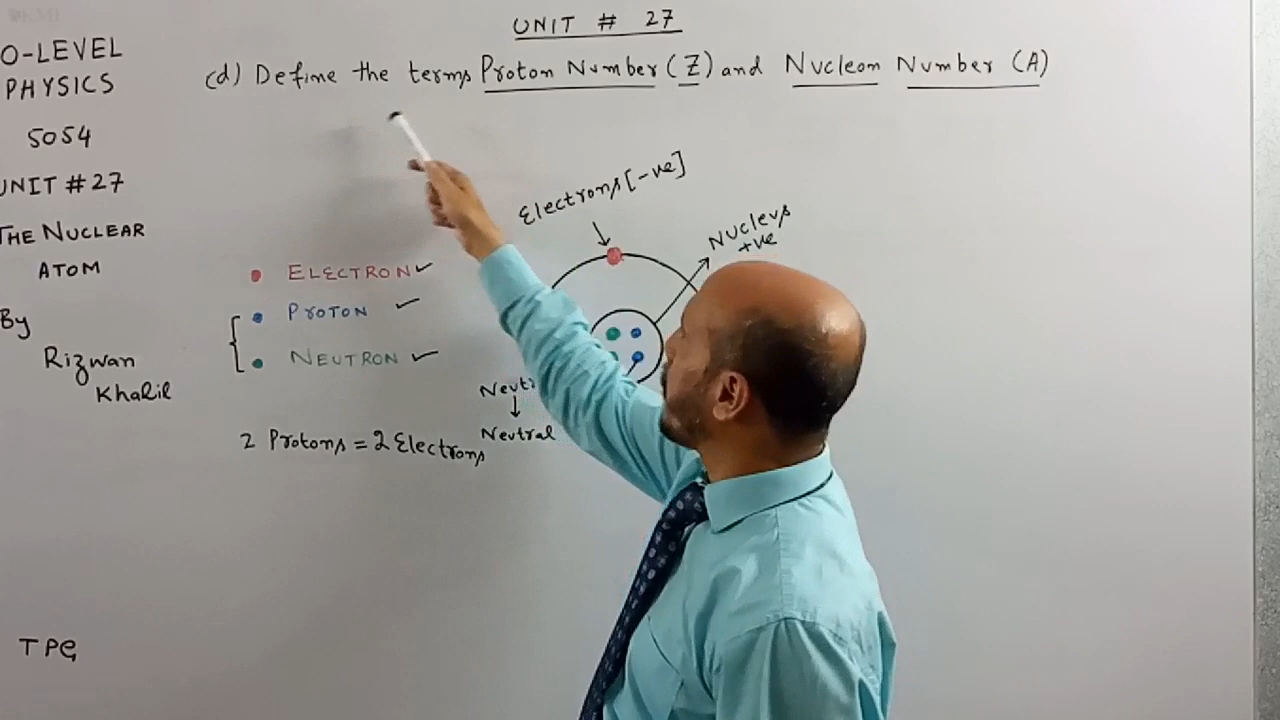 UNIT # 27
(d) Define the terms Proton Number (Z) and Nucleon Number (A)
O-LEVEL
PHYSICS
5054
UNIT # 27
THE NUCLEAR
ATOM
By
Rizwan
Khalil
TPG
Electrons [-ve]
Nucleus
+ve
ELECTRON ✓
PROTON ✓
NEUTRON ✓
Neutral
2 Protons = 2 Electrons